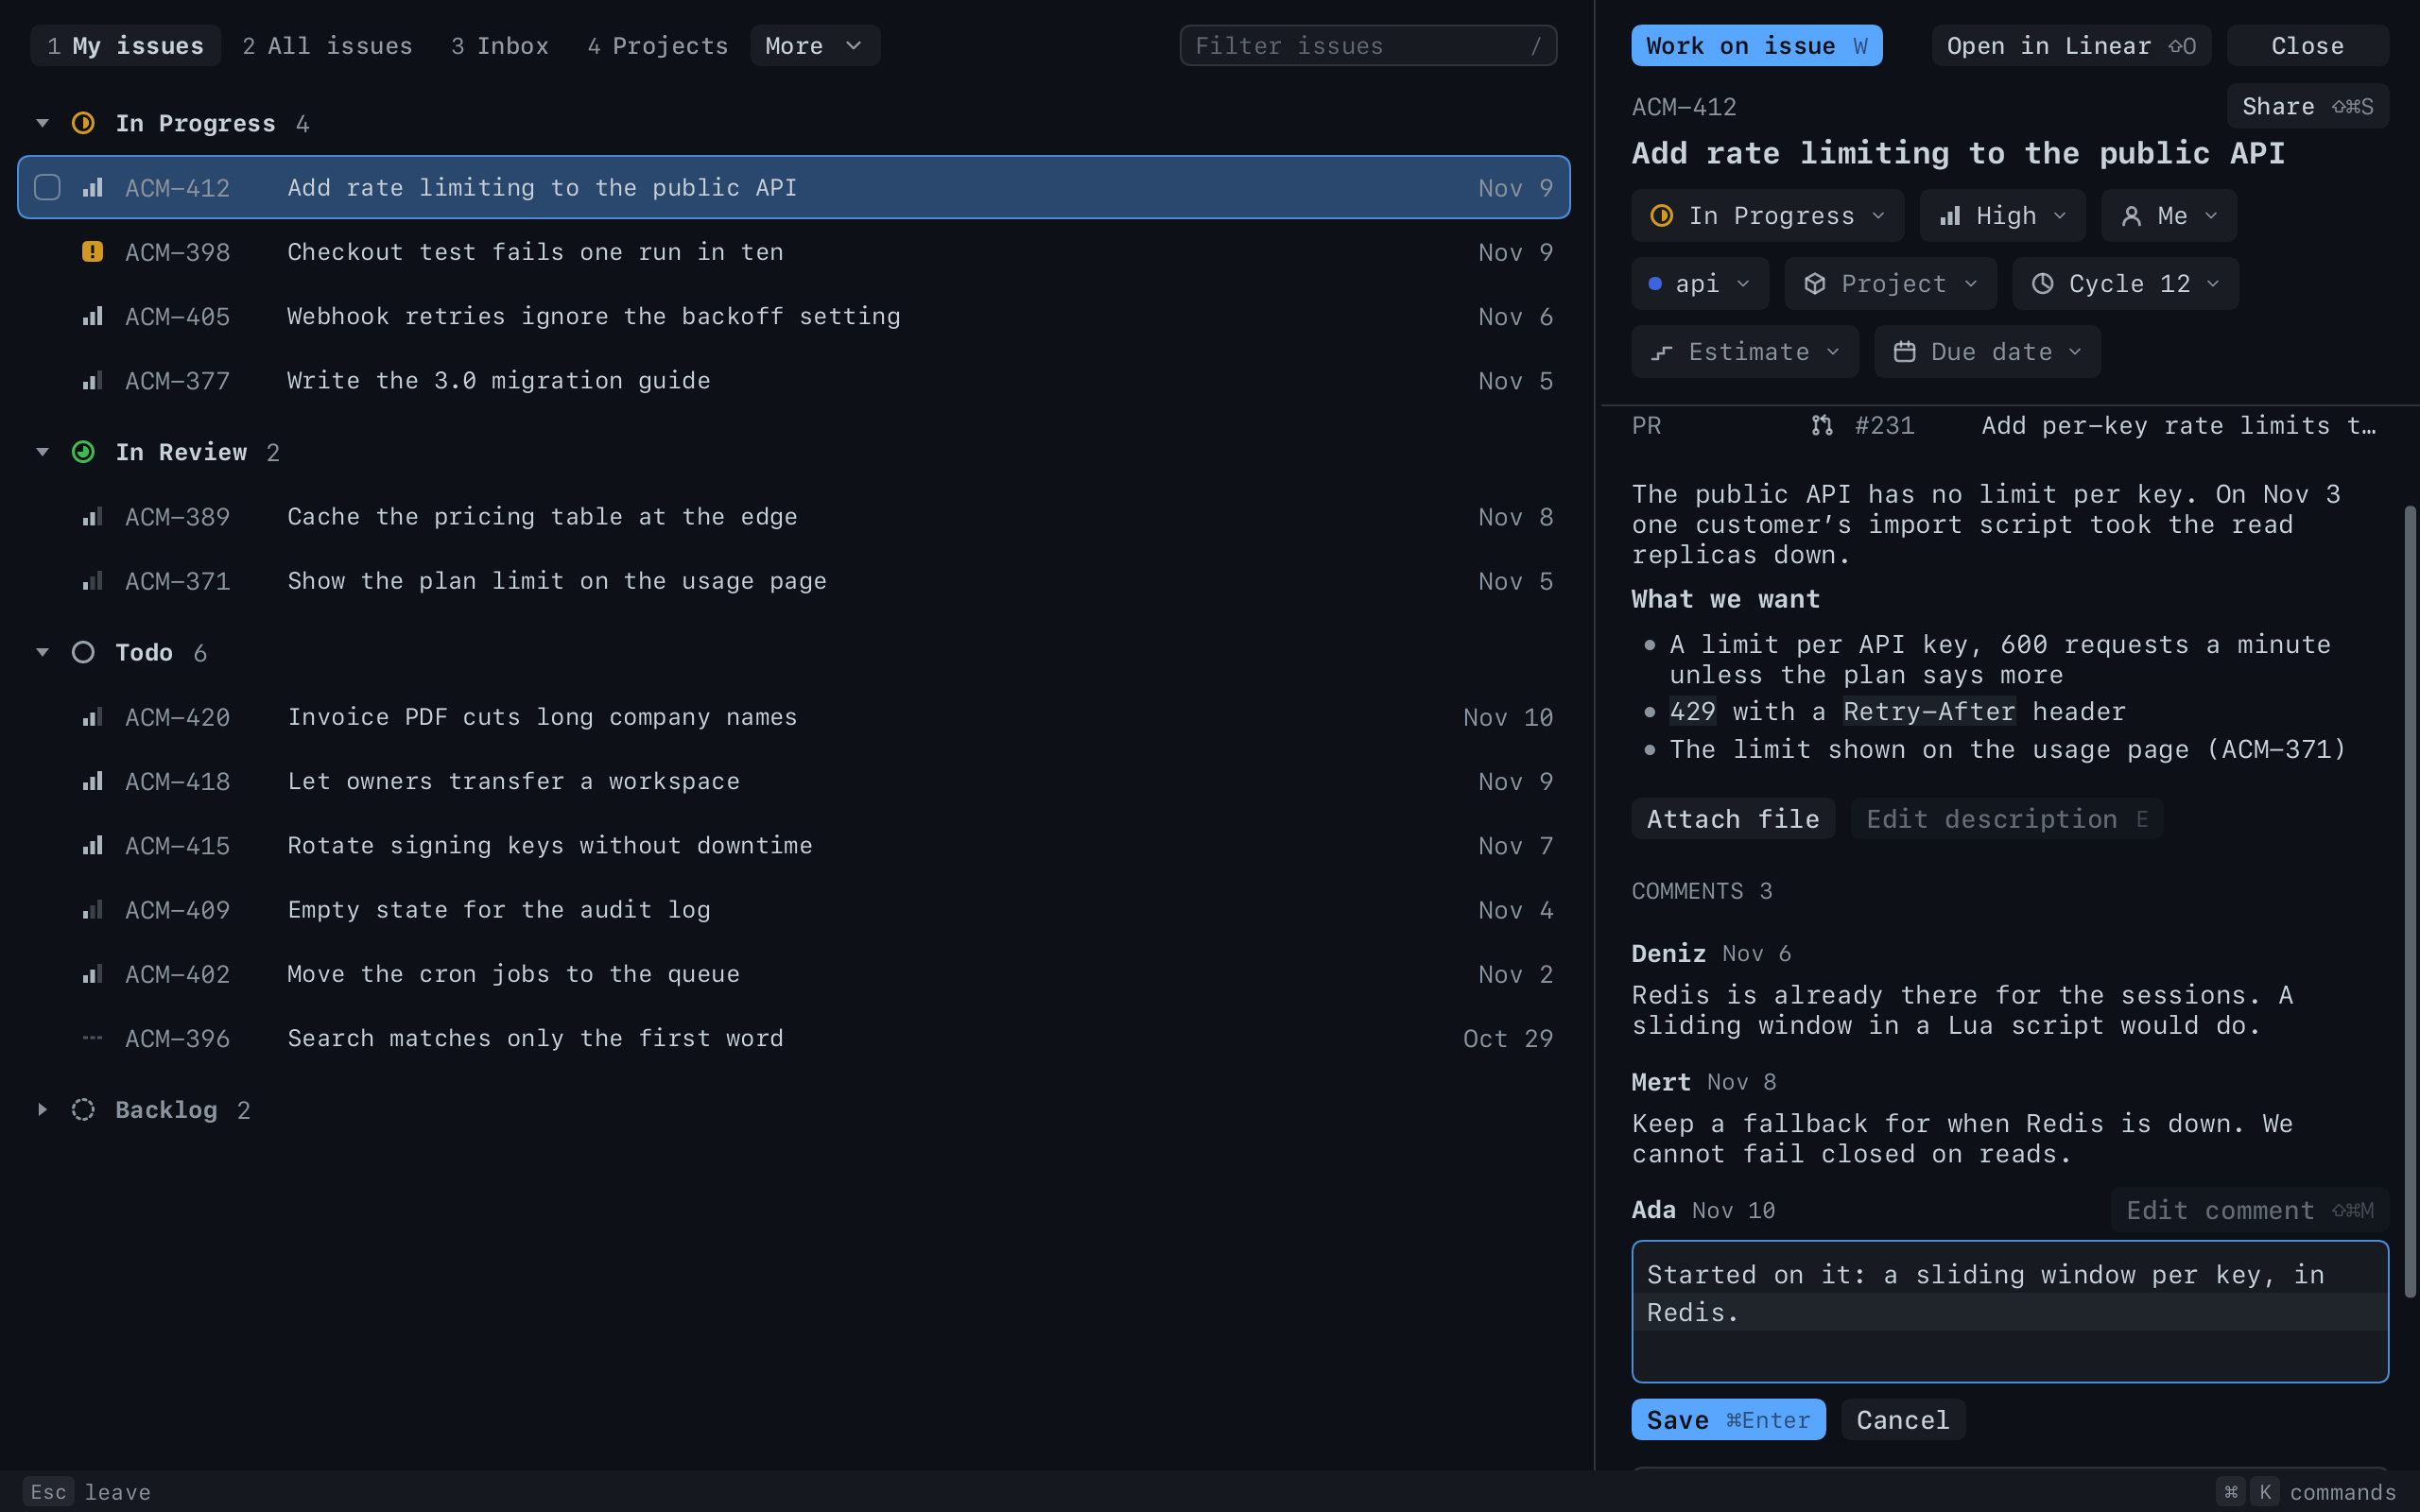 1 My issues 2 All issues 3 Inbox 4 Projects More Filter issues /
In Progress 4
ACM-412 Add rate limiting to the public API Nov 9
ACM-398 Checkout test fails one run in ten Nov 9
ACM-405 Webhook retries ignore the backoff setting Nov 6
ACM-377 Write the 3.0 migration guide Nov 5
In Review 2
ACM-389 Cache the pricing table at the edge Nov 8
ACM-371 Show the plan limit on the usage page Nov 5
Todo 6
ACM-420 Invoice PDF cuts long company names Nov 10
ACM-418 Let owners transfer a workspace Nov 9
ACM-415 Rotate signing keys without downtime Nov 7
ACM-409 Empty state for the audit log Nov 4
ACM-402 Move the cron jobs to the queue Nov 2
ACM-396 Search matches only the first word Oct 29
Backlog 2
Work on issue W Open in Linear ⇧O Close
ACM-412 Share ⇧⌘S
Add rate limiting to the public API
In Progress High Me
api Project Cycle 12
Estimate Due date
PR #231 Add per-key rate limits t…
The public API has no limit per key. On Nov 3
one customer’s import script took the read
replicas down.
What we want
• A limit per API key, 600 requests a minute
unless the plan says more
• 429 with a Retry-After header
• The limit shown on the usage page (ACM-371)
Attach file Edit description E
COMMENTS 3
Deniz Nov 6
Redis is already there for the sessions. A
sliding window in a Lua script would do.
Mert Nov 8
Keep a fallback for when Redis is down. We
cannot fail closed on reads.
Ada Nov 10 Edit comment ⇧⌘M
Started on it: a sliding window per key, in
Redis.
Save ⌘Enter Cancel
Esc leave ⌘ K commands